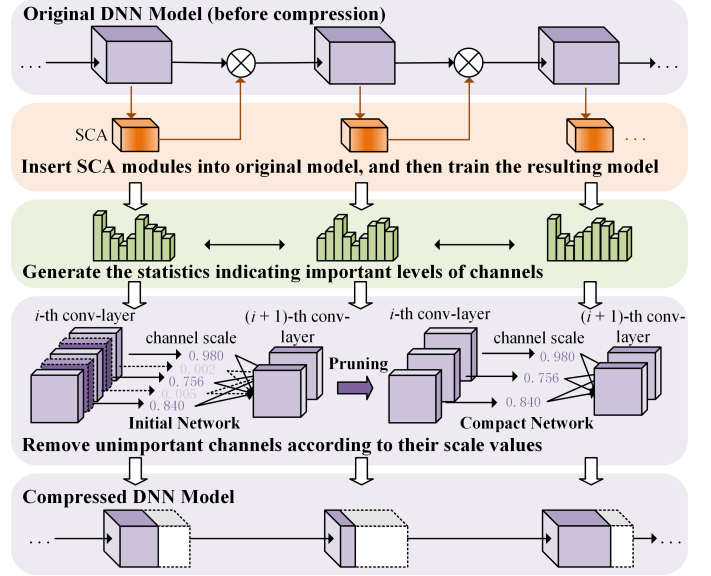 Original DNN Model (before compression)
. . .
. . .
SCA
. . .
Insert SCA modules into original model, and then train the resulting model
Generate the statistics indicating important levels of channels
i-th conv-layer
channel scale
0.980
0.002
0.756
0.005
0.840
(i + 1)-th conv-
layer
Initial Network
Pruning
i-th conv-layer
channel scale
0.980
0.756
0.840
(i + 1)-th conv-
layer
Compact Network
Remove unimportant channels according to their scale values
Compressed DNN Model
. . .
. . .